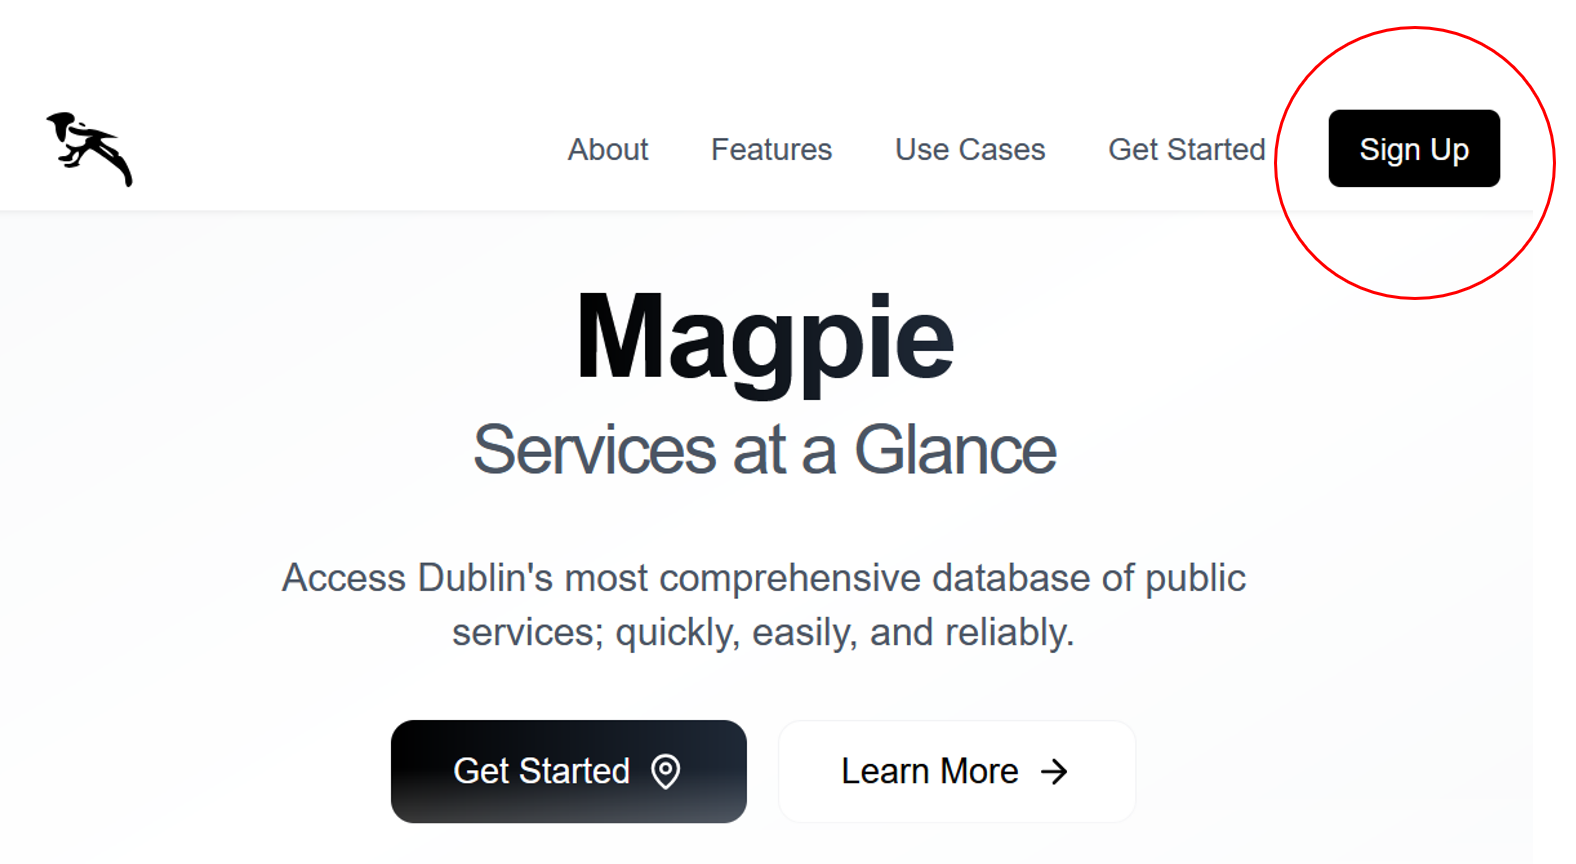 About Features Use Cases Get Started Sign Up
Magpie
Services at a Glance
Access Dublin's most comprehensive database of public
services; quickly, easily, and reliably.
Get Started Learn More